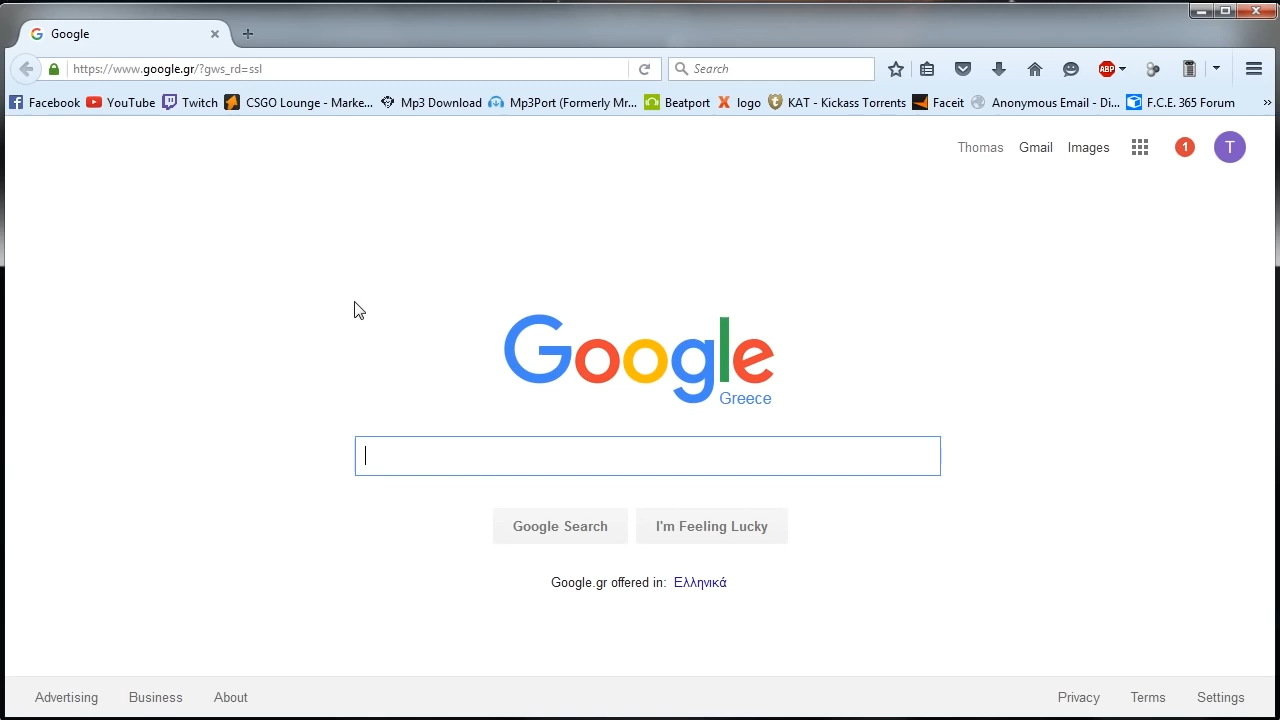 Google
https://www.google.gr/?gws_rd=ssl
Search
ABP
Facebook YouTube Twitch CSGO Lounge - Marke... Mp3 Download Mp3Port (Formerly Mr... Beatport logo KAT - Kickass Torrents Faceit Anonymous Email - Di... F.C.E. 365 Forum »
Thomas Gmail Images 1 T
Google
Greece
Google Search I'm Feeling Lucky
Google.gr offered in: Ελληνικά
Advertising Business About Privacy Terms Settings